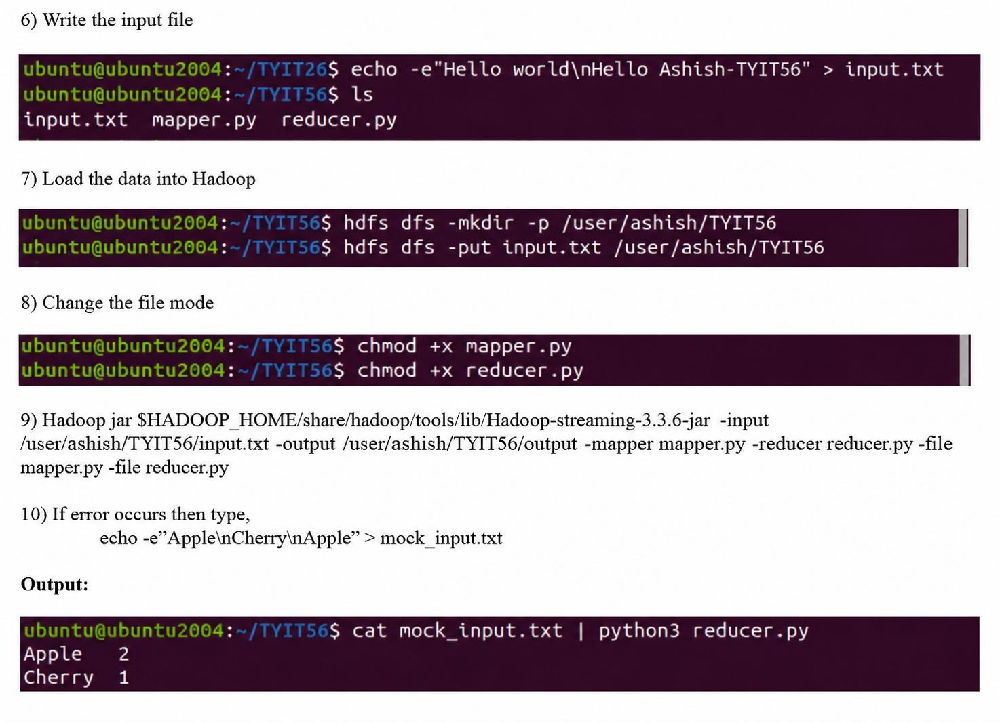 6) Write the input file
ubuntu@ubuntu2004:~/TYIT26$ echo -e"Hello world\nHello Ashish-TYIT56" > input.txt
ubuntu@ubuntu2004:~/TYIT56$ ls
input.txt  mapper.py  reducer.py
7) Load the data into Hadoop
ubuntu@ubuntu2004:~/TYIT56$ hdfs dfs -mkdir -p /user/ashish/TYIT56
ubuntu@ubuntu2004:~/TYIT56$ hdfs dfs -put input.txt /user/ashish/TYIT56
8) Change the file mode
ubuntu@ubuntu2004:~/TYIT56$ chmod +x mapper.py
ubuntu@ubuntu2004:~/TYIT56$ chmod +x reducer.py
9) Hadoop jar $HADOOP_HOME/share/hadoop/tools/lib/Hadoop-streaming-3.3.6-jar  -input
/user/ashish/TYIT56/input.txt -output /user/ashish/TYIT56/output -mapper mapper.py -reducer reducer.py -file
mapper.py -file reducer.py
10) If error occurs then type,
echo -e”Apple\nCherry\nApple” > mock_input.txt
Output:
ubuntu@ubuntu2004:~/TYIT56$ cat mock_input.txt | python3 reducer.py
Apple   2
Cherry  1